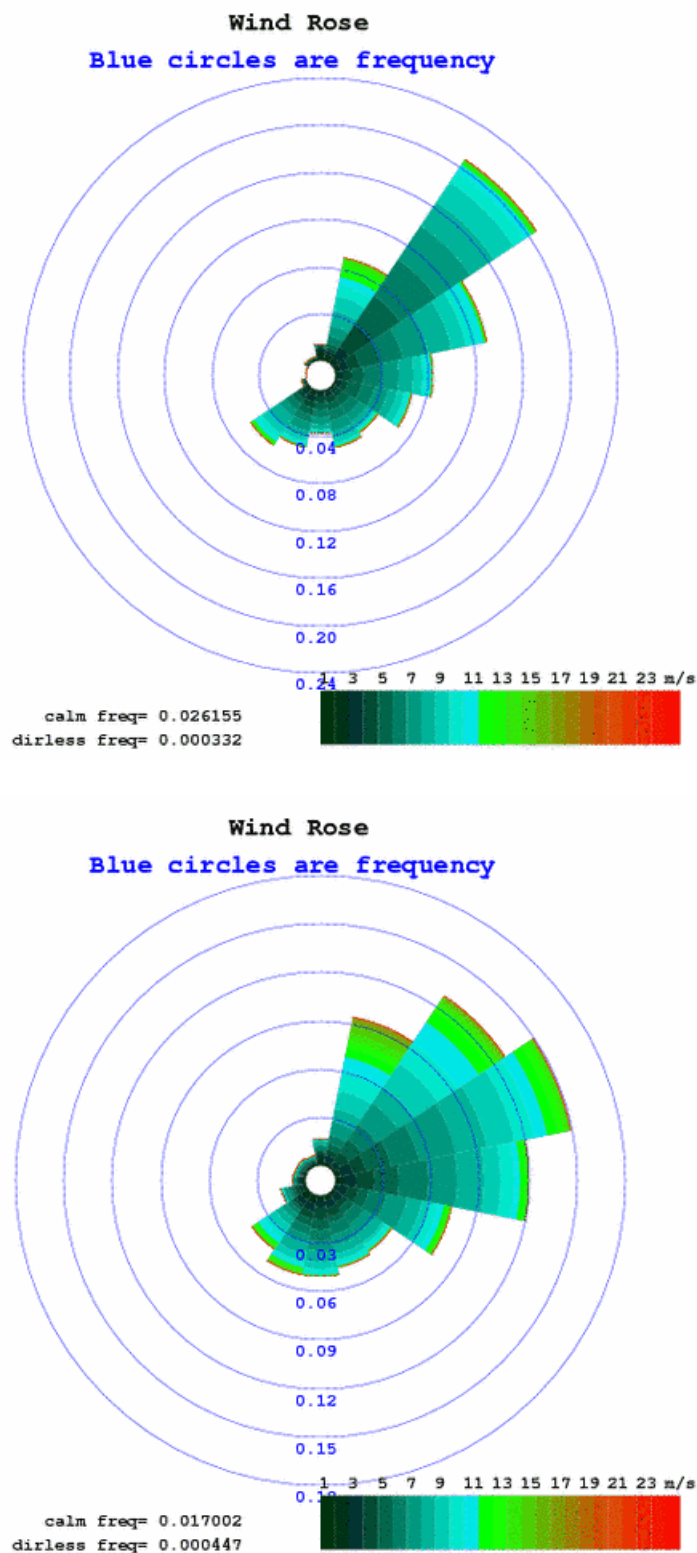 Wind Rose
Blue circles are frequency
0.04
0.08
0.12
0.16
0.20
0.24
1 3 5 7 9 11 13 15 17 19 21 23 m/s
calm freq= 0.026155
dirless freq= 0.000332
Wind Rose
Blue circles are frequency
0.03
0.06
0.09
0.12
0.15
0.18
1 3 5 7 9 11 13 15 17 19 21 23 m/s
calm freq= 0.017002
dirless freq= 0.000447